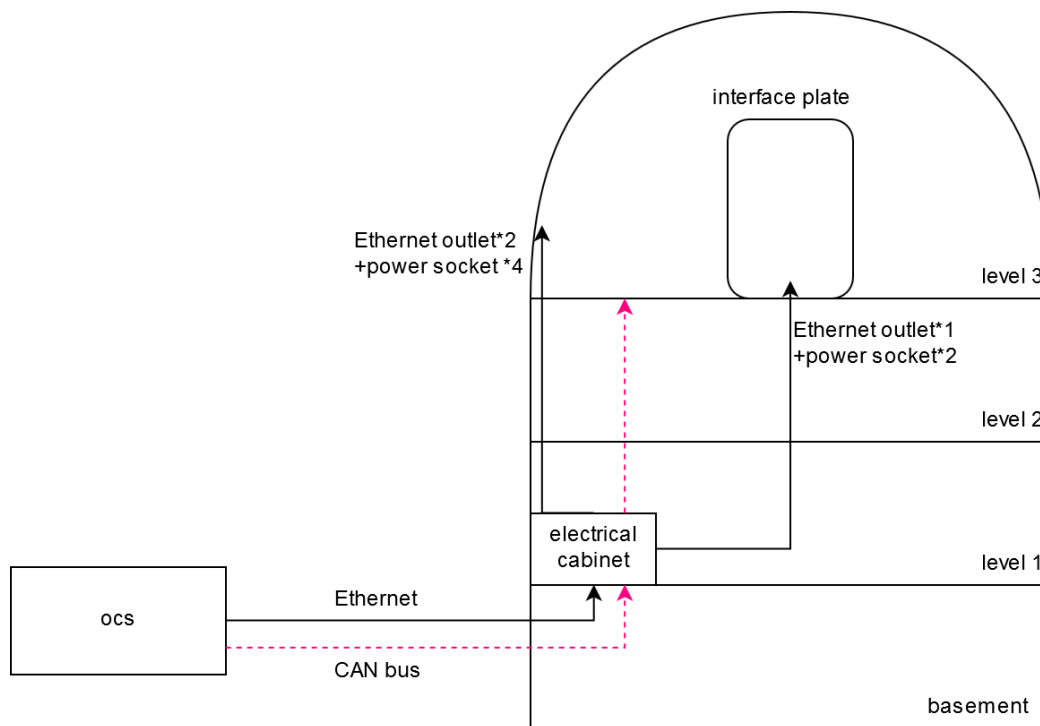 interface plate
Ethernet outlet*2
+power socket *4
level 3
Ethernet outlet*1
+power socket*2
level 2
electrical
cabinet
level 1
Ethernet
ocs
CAN bus
basement